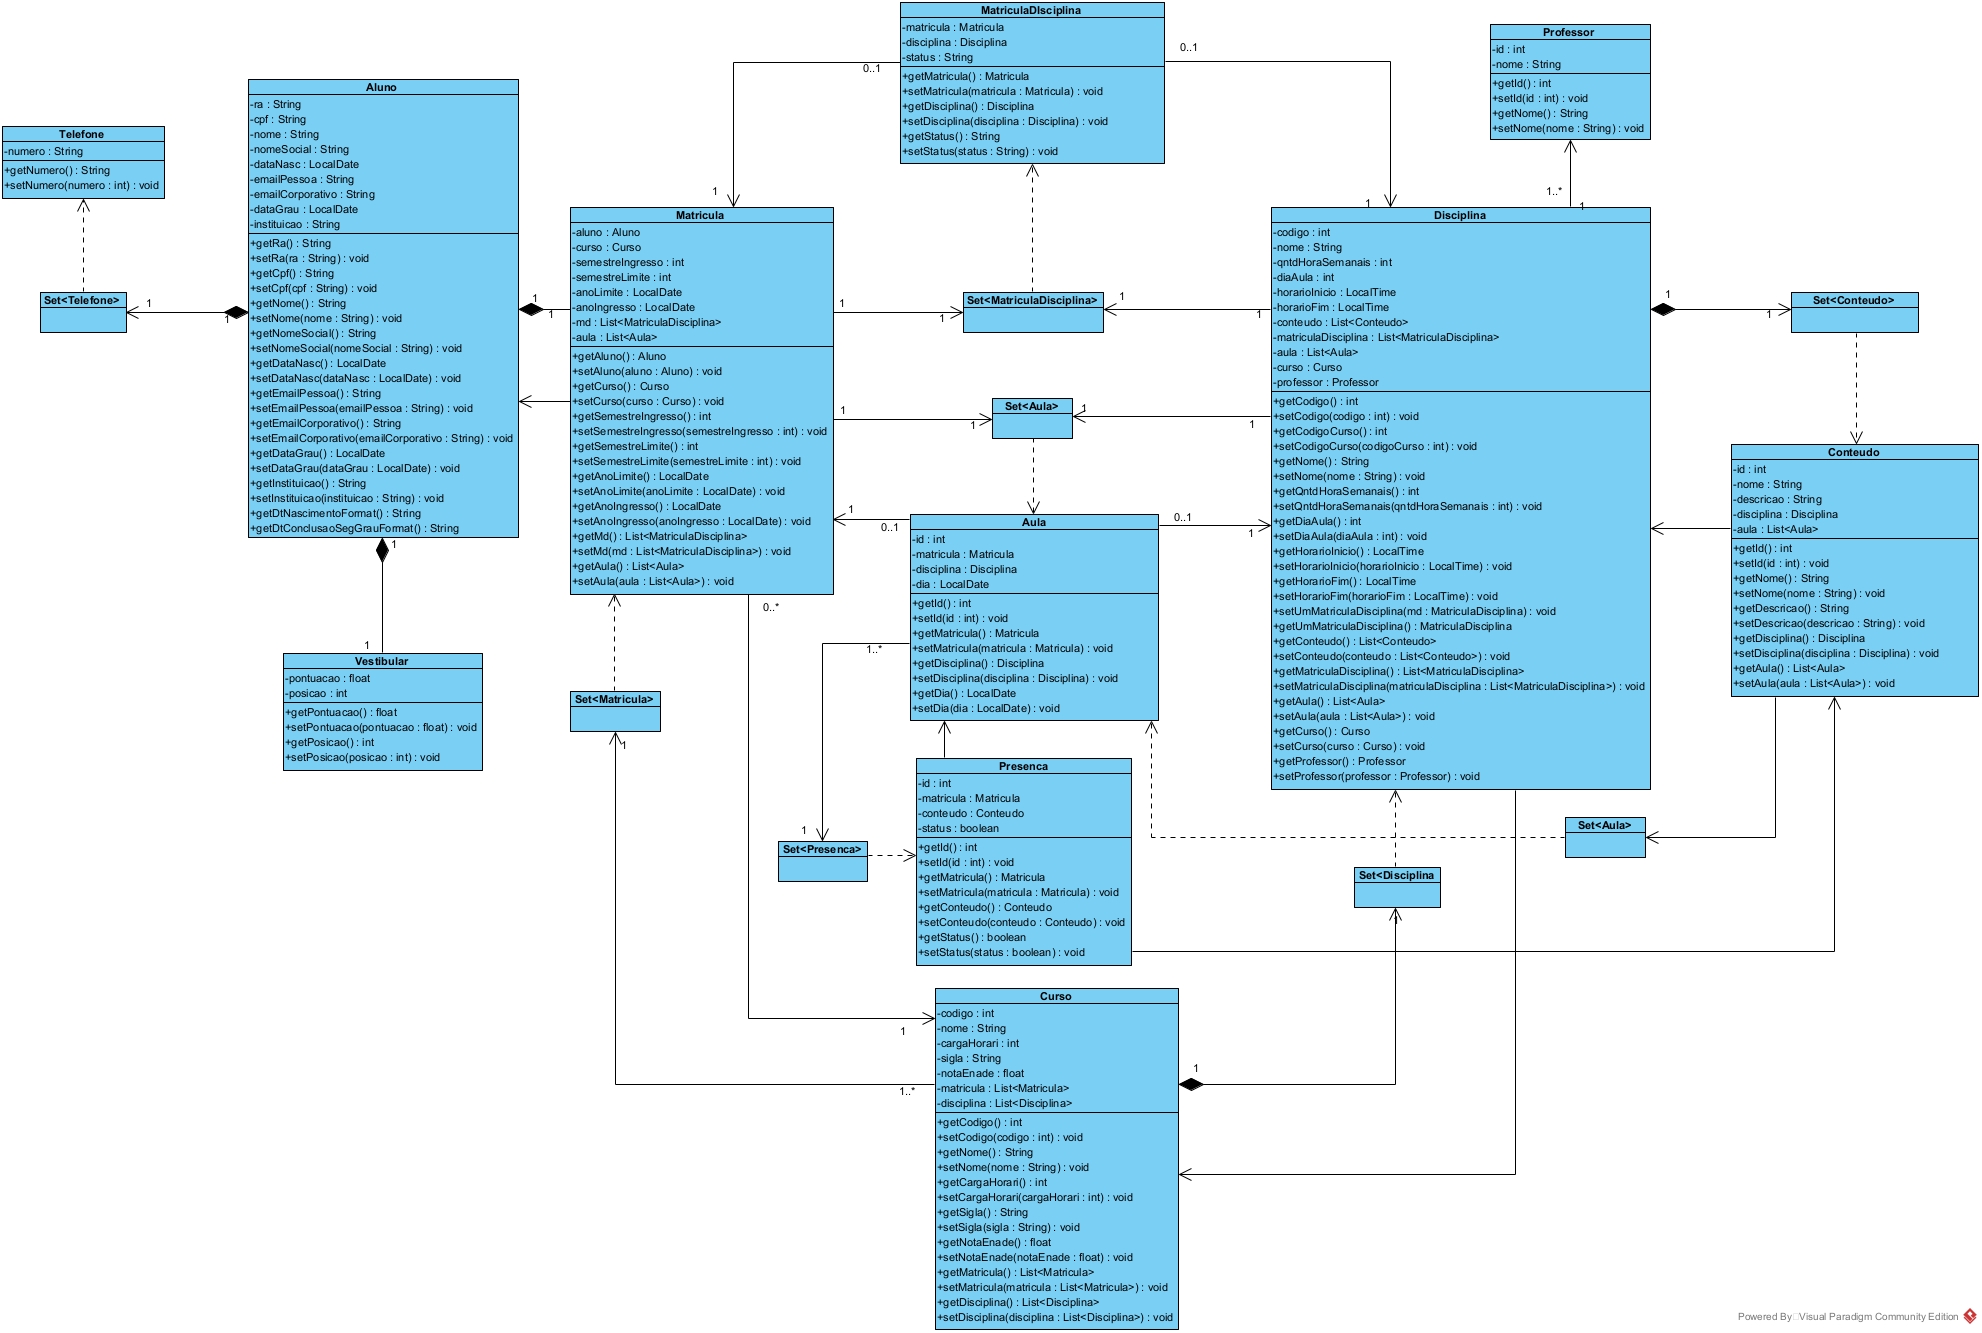 MatriculaDIsciplina
-matricula : Matricula
-disciplina : Disciplina
-status : String
+getMatricula() : Matricula
+setMatricula(matricula : Matricula) : void
+getDisciplina() : Disciplina
+setDisciplina(disciplina : Disciplina) : void
+getStatus() : String
+setStatus(status : String) : void
0..1
1
0..1
1
Professor
-id : int
-nome : String
+getId() : int
+setId(id : int) : void
+getNome() : String
+setNome(nome : String) : void
1..*
1
Telefone
-numero : String
+getNumero() : String
+setNumero(numero : int) : void
Set<Telefone>
1
1
Aluno
-ra : String
-cpf : String
-nome : String
-nomeSocial : String
-dataNasc : LocalDate
-emailPessoa : String
-emailCorporativo : String
-dataGrau : LocalDate
-instituicao : String
+getRa() : String
+setRa(ra : String) : void
+getCpf() : String
+setCpf(cpf : String) : void
+getNome() : String
+setNome(nome : String) : void
+getNomeSocial() : String
+setNomeSocial(nomeSocial : String) : void
+getDataNasc() : LocalDate
+setDataNasc(dataNasc : LocalDate) : void
+getEmailPessoa() : String
+setEmailPessoa(emailPessoa : String) : void
+getEmailCorporativo() : String
+setEmailCorporativo(emailCorporativo : String) : void
+getDataGrau() : LocalDate
+setDataGrau(dataGrau : LocalDate) : void
+getInstituicao() : String
+setInstituicao(instituicao : String) : void
+getDtNascimentoFormat() : String
+getDtConclusaoSegGrauFormat() : String
1
1
1
1
Vestibular
-pontuacao : float
-posicao : int
+getPontuacao() : float
+setPontuacao(pontuacao : float) : void
+getPosicao() : int
+setPosicao(posicao : int) : void
Matricula
-aluno : Aluno
-curso : Curso
-semestreIngresso : int
-semestreLimite : int
-anoLimite : LocalDate
-anoIngresso : LocalDate
-md : List<MatriculaDisciplina>
-aula : List<Aula>
+getAluno() : Aluno
+setAluno(aluno : Aluno) : void
+getCurso() : Curso
+setCurso(curso : Curso) : void
+getSemestreIngresso() : int
+setSemestreIngresso(semestreIngresso : int) : void
+getSemestreLimite() : int
+setSemestreLimite(semestreLimite : int) : void
+getAnoLimite() : LocalDate
+setAnoLimite(anoLimite : LocalDate) : void
+getAnoIngresso() : LocalDate
+setAnoIngresso(anoIngresso : LocalDate) : void
+getMd() : List<MatriculaDisciplina>
+setMd(md : List<MatriculaDisciplina>) : void
+getAula() : List<Aula>
+setAula(aula : List<Aula>) : void
0..*
1
1
Set<MatriculaDisciplina>
1
1
1
1
Set<Aula>
1
1
1
0..1
0..1
1
Aula
-id : int
-matricula : Matricula
-disciplina : Disciplina
-dia : LocalDate
+getId() : int
+setId(id : int) : void
+getMatricula() : Matricula
+setMatricula(matricula : Matricula) : void
+getDisciplina() : Disciplina
+setDisciplina(disciplina : Disciplina) : void
+getDia() : LocalDate
+setDia(dia : LocalDate) : void
1..*
1
Disciplina
-codigo : int
-nome : String
-qntdHoraSemanais : int
-diaAula : int
-horarioInicio : LocalTime
-horarioFim : LocalTime
-conteudo : List<Conteudo>
-matriculaDisciplina : List<MatriculaDisciplina>
-aula : List<Aula>
-curso : Curso
-professor : Professor
+getCodigo() : int
+setCodigo(codigo : int) : void
+getCodigoCurso() : int
+setCodigoCurso(codigoCurso : int) : void
+getNome() : String
+setNome(nome : String) : void
+getQntdHoraSemanais() : int
+setQntdHoraSemanais(qntdHoraSemanais : int) : void
+getDiaAula() : int
+setDiaAula(diaAula : int) : void
+getHorarioInicio() : LocalTime
+setHorarioInicio(horarioInicio : LocalTime) : void
+getHorarioFim() : LocalTime
+setHorarioFim(horarioFim : LocalTime) : void
+setUmMatriculaDisciplina(md : MatriculaDisciplina) : void
+getUmMatriculaDisciplina() : MatriculaDisciplina
+getConteudo() : List<Conteudo>
+setConteudo(conteudo : List<Conteudo>) : void
+getMatriculaDisciplina() : List<MatriculaDisciplina>
+setMatriculaDisciplina(matriculaDisciplina : List<MatriculaDisciplina>) : void
+getAula() : List<Aula>
+setAula(aula : List<Aula>) : void
+getCurso() : Curso
+setCurso(curso : Curso) : void
+getProfessor() : Professor
+setProfessor(professor : Professor) : void
1
1
Set<Conteudo>
Conteudo
-id : int
-nome : String
-descricao : String
-disciplina : Disciplina
-aula : List<Aula>
+getId() : int
+setId(id : int) : void
+getNome() : String
+setNome(nome : String) : void
+getDescricao() : String
+setDescricao(descricao : String) : void
+getDisciplina() : Disciplina
+setDisciplina(disciplina : Disciplina) : void
+getAula() : List<Aula>
+setAula(aula : List<Aula>) : void
Set<Matricula>
1
Set<Presenca>
Presenca
-id : int
-matricula : Matricula
-conteudo : Conteudo
-status : boolean
+getId() : int
+setId(id : int) : void
+getMatricula() : Matricula
+setMatricula(matricula : Matricula) : void
+getConteudo() : Conteudo
+setConteudo(conteudo : Conteudo) : void
+getStatus() : boolean
+setStatus(status : boolean) : void
Set<Aula>
Set<Disciplina
1
1
1..*
1
Curso
-codigo : int
-nome : String
-cargaHorari : int
-sigla : String
-notaEnade : float
-matricula : List<Matricula>
-disciplina : List<Disciplina>
+getCodigo() : int
+setCodigo(codigo : int) : void
+getNome() : String
+setNome(nome : String) : void
+getCargaHorari() : int
+setCargaHorari(cargaHorari : int) : void
+getSigla() : String
+setSigla(sigla : String) : void
+getNotaEnade() : float
+setNotaEnade(notaEnade : float) : void
+getMatricula() : List<Matricula>
+setMatricula(matricula : List<Matricula>) : void
+getDisciplina() : List<Disciplina>
+setDisciplina(disciplina : List<Disciplina>) : void
Powered By Visual Paradigm Community Edition